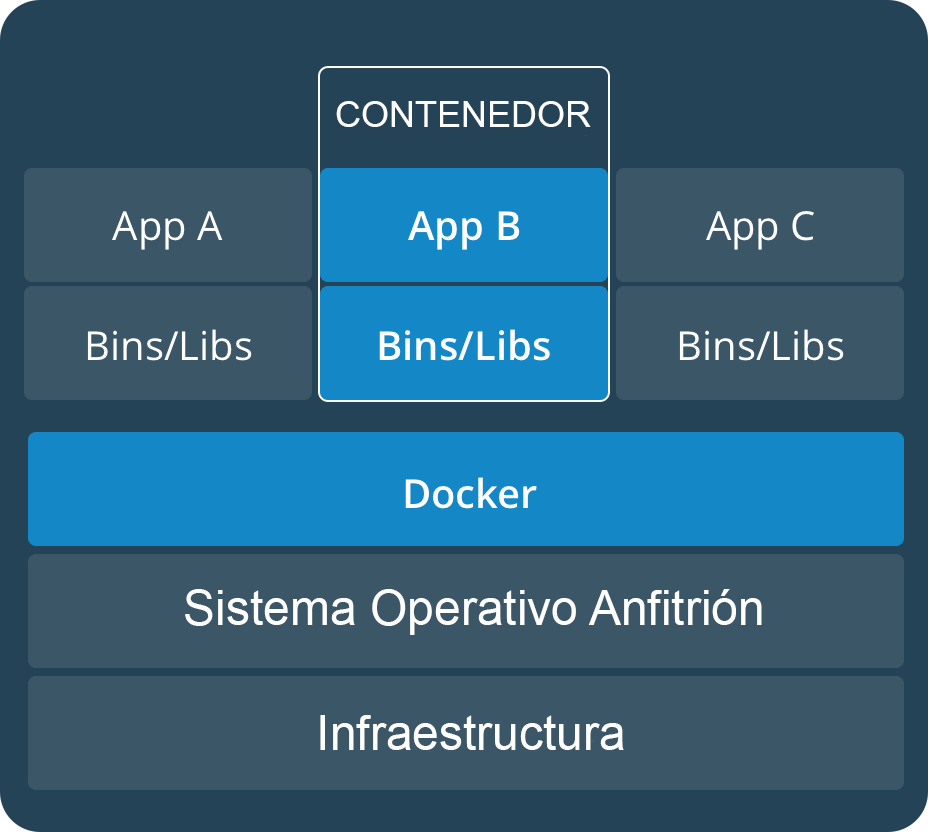 CONTENEDOR
App A
App B
App C
Bins/Libs
Bins/Libs
Bins/Libs
Docker
Sistema Operativo Anfitrión
Infraestructura